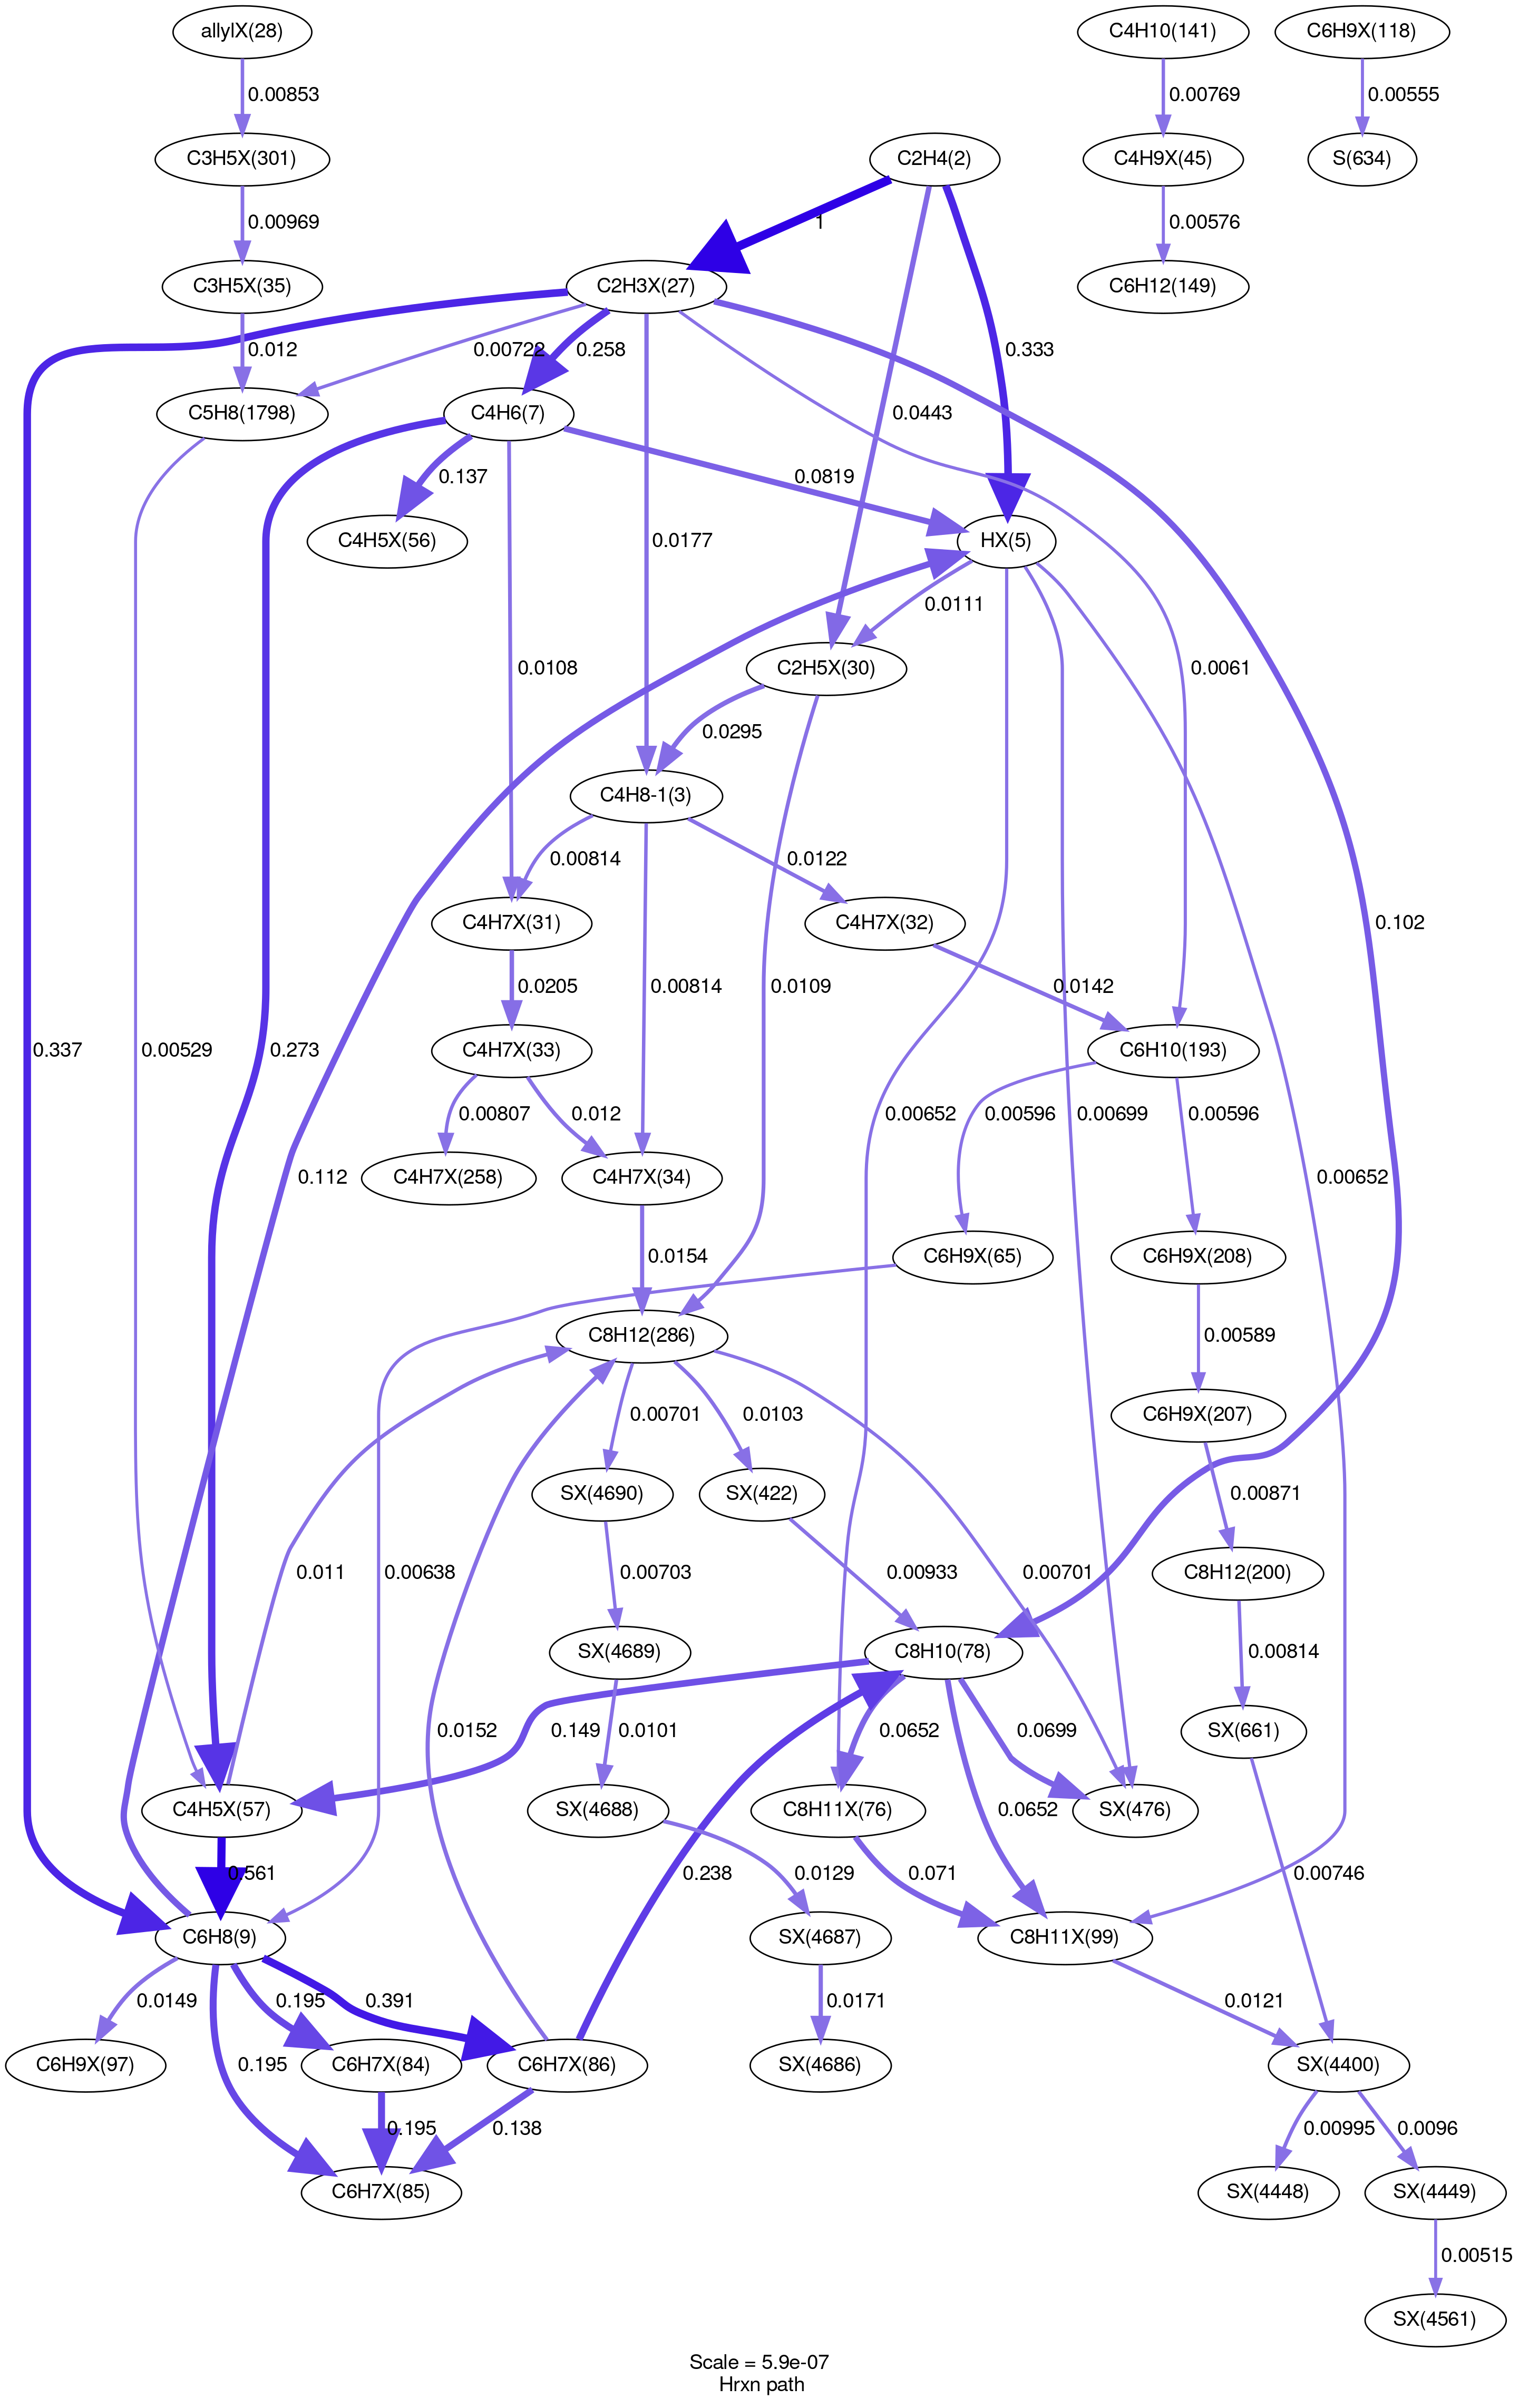 allylX(28)
C4H10(141)
C6H9X(118)
0.00853
0.00769
0.00555
C3H5X(301)
C2H4(2)
C4H9X(45)
S(634)
0.00969
1
0.00576
C3H5X(35)
C2H3X(27)
C6H12(149)
0.012
0.00722
0.258
0.333
C5H8(1798)
C4H6(7)
0.0443
0.137
0.0819
C4H5X(56)
0.0177
HX(5)
0.0111
0.0108
C2H5X(30)
0.0061
0.0295
C4H8-1(3)
0.00814
0.0122
C4H7X(31)
C4H7X(32)
0.102
0.0205
0.00814
0.0109
0.0142
0.337
0.00529
0.273
C4H7X(33)
C6H10(193)
0.00807
0.012
0.00652
0.00596
0.00699
0.00596
0.112
C4H7X(258)
C4H7X(34)
0.00652
0.0154
C6H9X(65)
C6H9X(208)
C8H12(286)
0.00589
0.00701
0.0103
C6H9X(207)
SX(4690)
SX(422)
0.00871
0.011
0.00638
0.00703
0.00933
0.00701
C8H12(200)
SX(4689)
C8H10(78)
0.00814
0.0152
0.149
0.0101
0.0652
0.0699
SX(661)
C4H5X(57)
SX(4688)
C8H11X(76)
0.0652
SX(476)
0.561
0.238
0.0129
0.071
0.00746
C6H8(9)
SX(4687)
C8H11X(99)
0.0149
0.195
0.391
0.0171
0.0121
C6H9X(97)
0.195
C6H7X(84)
C6H7X(86)
SX(4686)
SX(4400)
0.195
0.138
0.00995
0.0096
C6H7X(85)
SX(4448)
SX(4449)
0.00515
SX(4561)
Scale = 5.9e-07
Hrxn path